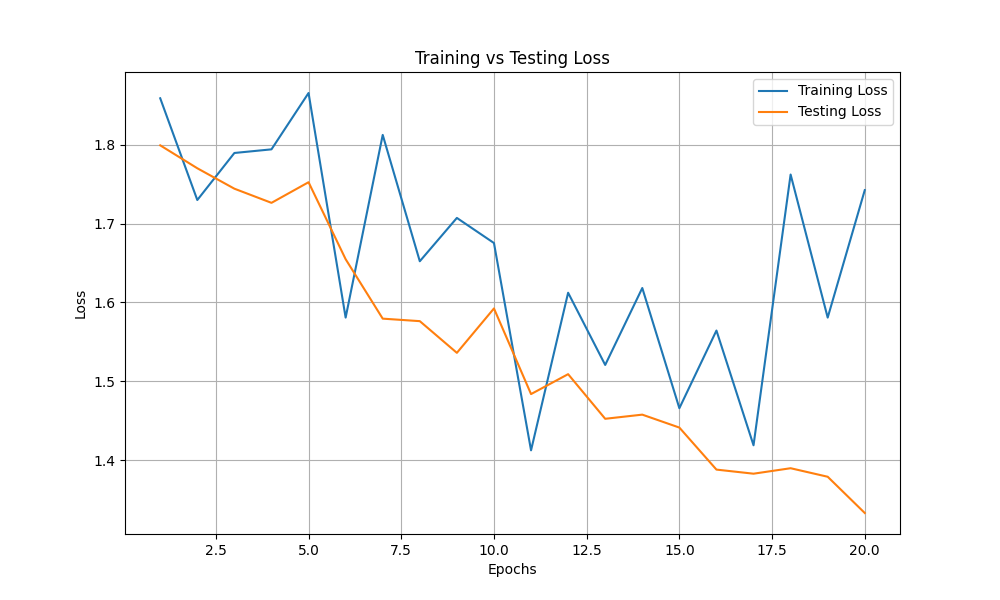 Training vs Testing Loss
Training Loss
Testing Loss
Loss
1.8
1.7
1.6
1.5
1.4
2.5 5.0 7.5 10.0 12.5 15.0 17.5 20.0
Epochs